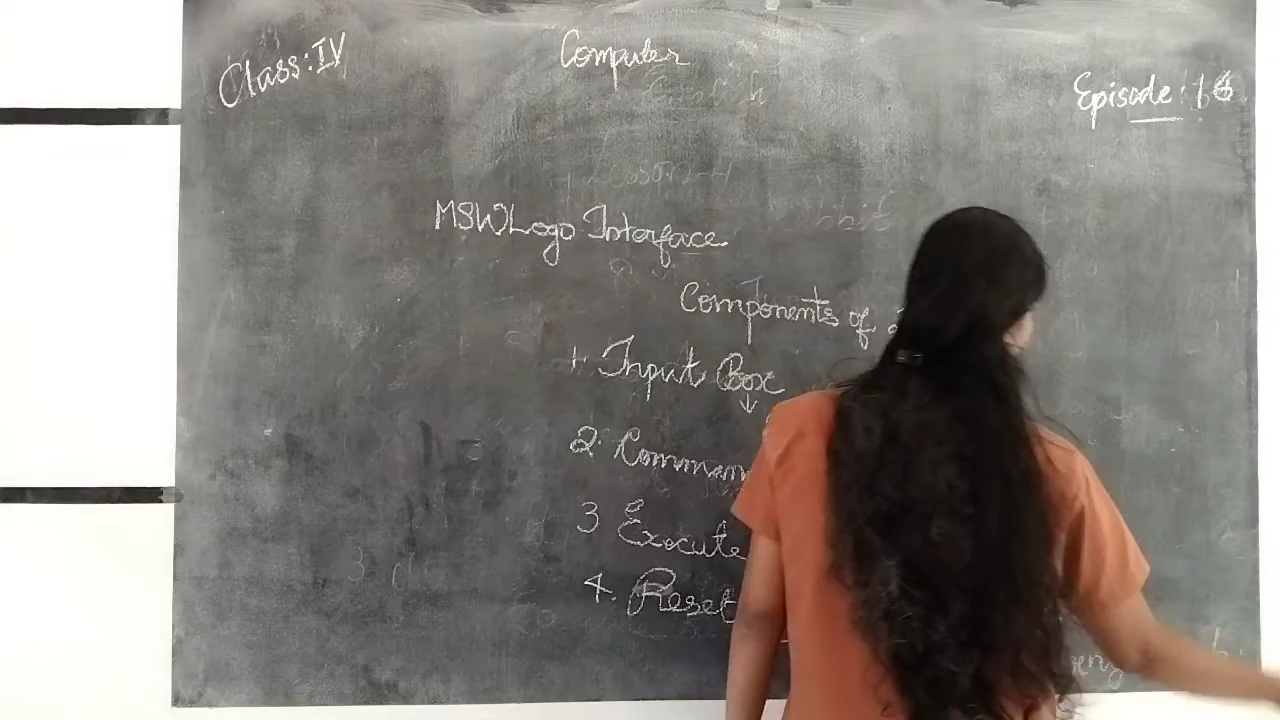 Class: IV
Computer
Episode: 16
MSWLogo Interface
Components of
1. Input Box
2. Comman
3 Execute
4. Reset